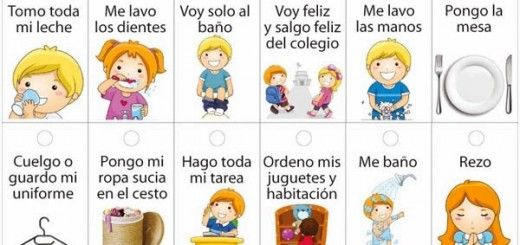 Tomo toda
mi leche
Me lavo
los dientes
Voy solo al
baño
Voy feliz
y salgo feliz
del colegio
Me lavo
las manos
Pongo la
mesa
Cuelgo o
guardo mi
uniforme
Pongo mi
ropa sucia
en el cesto
Hago toda
mi tarea
Ordeno mis
juguetes y
habitación
Me baño
Rezo